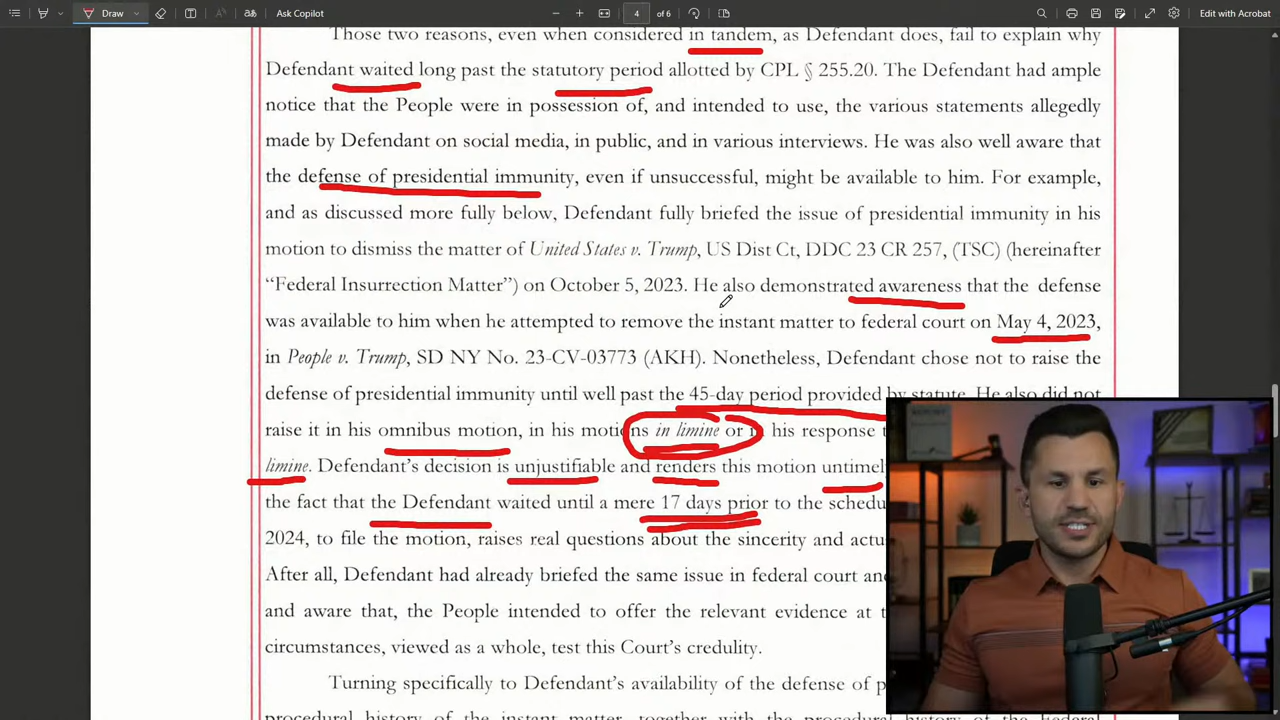 Draw
Ask Copilot
4 of 6
Edit with Acrobat
Those two reasons, even when considered in tandem, as Defendant does, fail to explain why
Defendant waited long past the statutory period allotted by CPL § 255.20. The Defendant had ample
notice that the People were in possession of, and intended to use, the various statements allegedly
made by Defendant on social media, in public, and in various interviews. He was also well aware that
the defense of presidential immunity, even if unsuccessful, might be available to him. For example,
and as discussed more fully below, Defendant fully briefed the issue of presidential immunity in his
motion to dismiss the matter of United States v. Trump, US Dist Ct, DDC 23 CR 257, (TSC) (hereinafter
“Federal Insurrection Matter”) on October 5, 2023. He also demonstrated awareness that the defense
was available to him when he attempted to remove the instant matter to federal court on May 4, 2023,
in People v. Trump, SD NY No. 23-CV-03773 (AKH). Nonetheless, Defendant chose not to raise the
defense of presidential immunity until well past the 45-day period provided by statute. He also did not
raise it in his omnibus motion, in his motions in limine or in his response
limine. Defendant’s decision is unjustifiable and renders this motion
the fact that the Defendant waited until a mere 17 days prior to the
2024, to file the motion, raises real questions about the sincerity and
After all, Defendant had already briefed the same issue in federal court
and aware that, the People intended to offer the relevant evidence at
circumstances, viewed as a whole, test this Court’s credulity.
Turning specifically to Defendant’s availability of the defense of
procedural history of the instant matter, together with the procedural history of the Federal